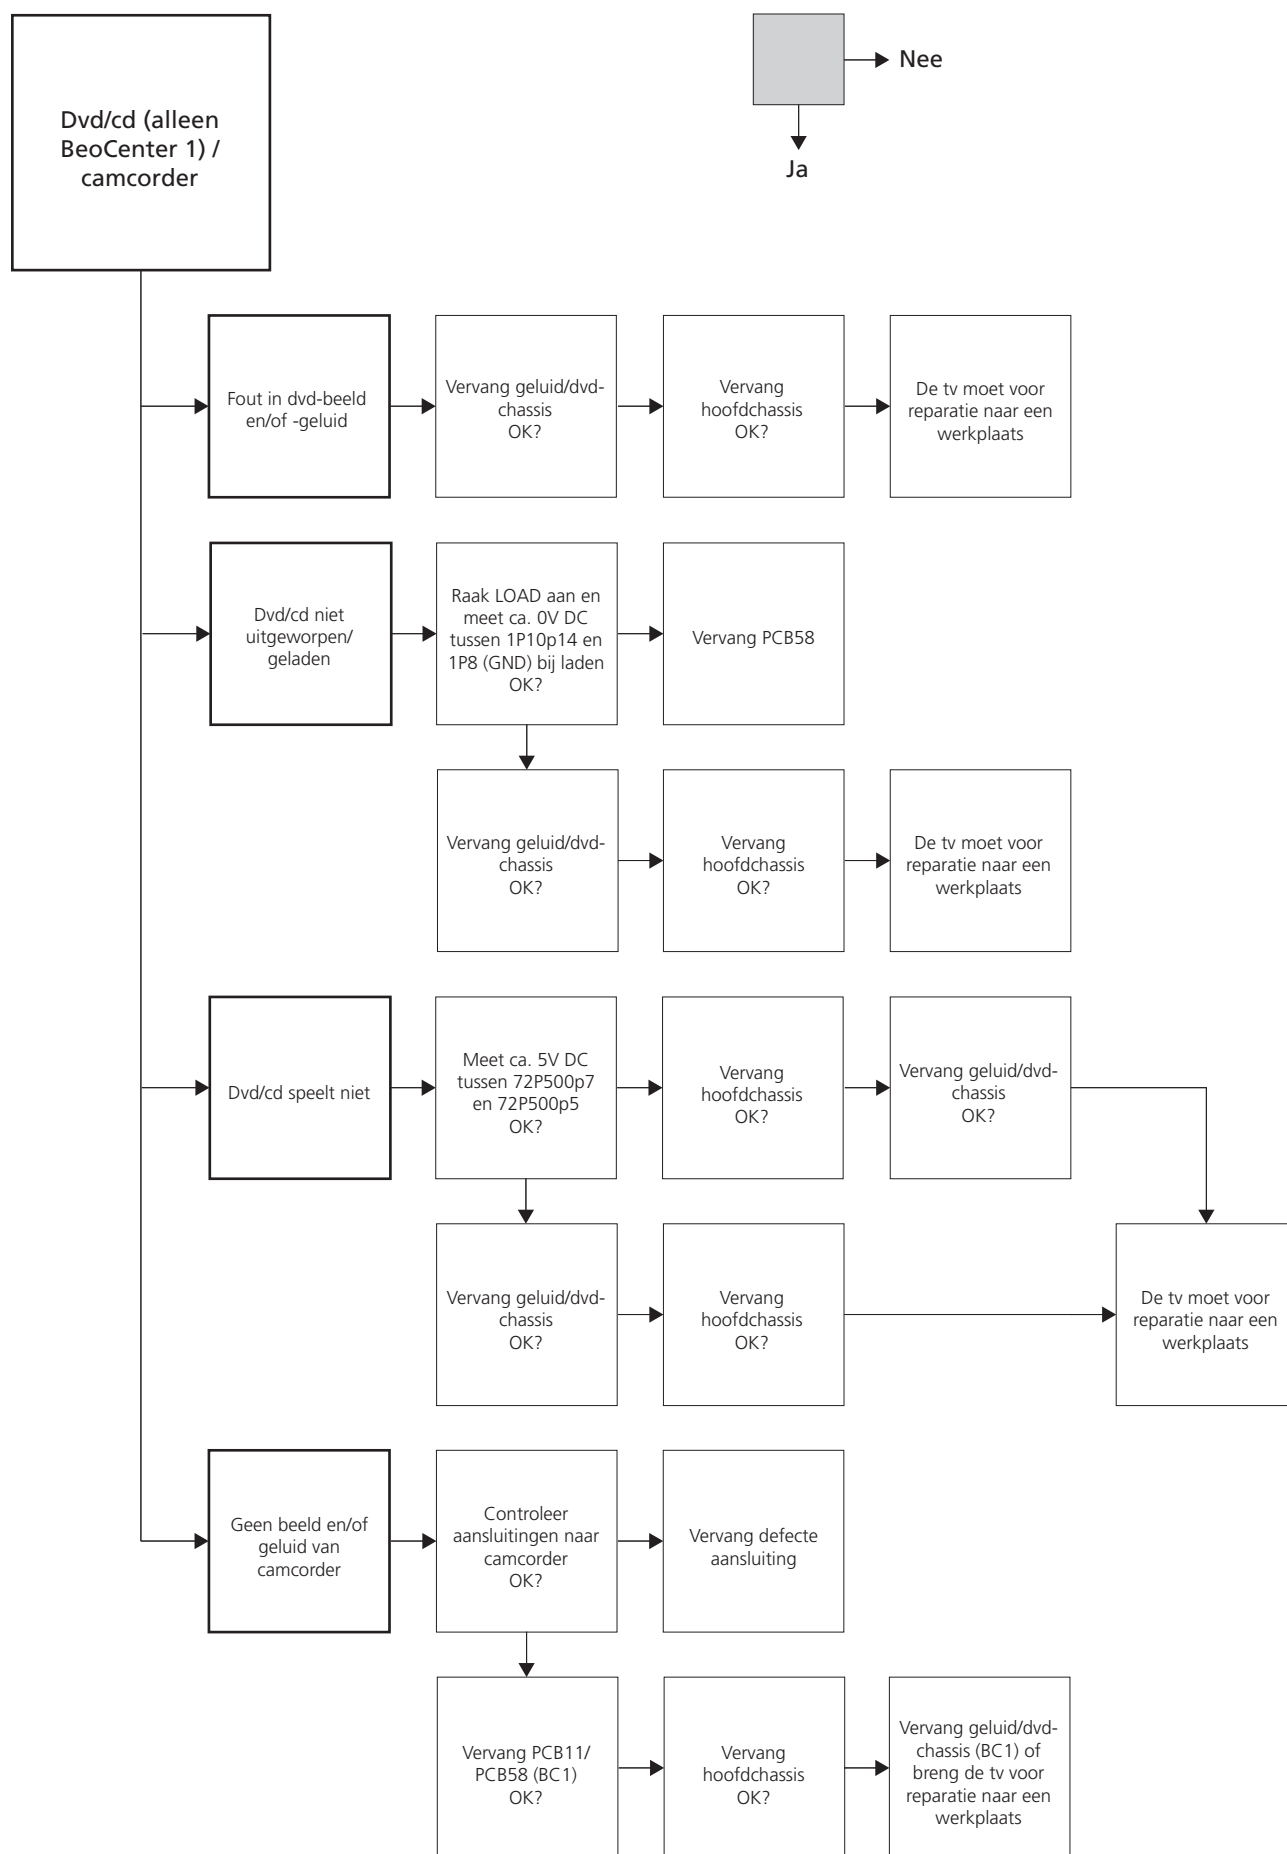 Dvd/cd (alleen
BeoCenter 1) /
camcorder
Nee
Ja
Fout in dvd-beeld
en/of -geluid
Vervang geluid/dvd-
chassis
OK?
Vervang
hoofdchassis
OK?
De tv moet voor
reparatie naar een
werkplaats
Dvd/cd niet
uitgeworpen/
geladen
Raak LOAD aan en
meet ca. 0V DC
tussen 1P10p14 en
1P8 (GND) bij laden
OK?
Vervang PCB58
Vervang geluid/dvd-
chassis
OK?
Vervang
hoofdchassis
OK?
De tv moet voor
reparatie naar een
werkplaats
Dvd/cd speelt niet
Meet ca. 5V DC
tussen 72P500p7
en 72P500p5
OK?
Vervang
hoofdchassis
OK?
Vervang geluid/dvd-
chassis
OK?
Vervang geluid/dvd-
chassis
OK?
Vervang
hoofdchassis
OK?
De tv moet voor
reparatie naar een
werkplaats
Geen beeld en/of
geluid van
camcorder
Controleer
aansluitingen naar
camcorder
OK?
Vervang defecte
aansluiting
Vervang PCB11/
PCB58 (BC1)
OK?
Vervang
hoofdchassis
OK?
Vervang geluid/dvd-
chassis (BC1) of
breng de tv voor
reparatie naar een
werkplaats